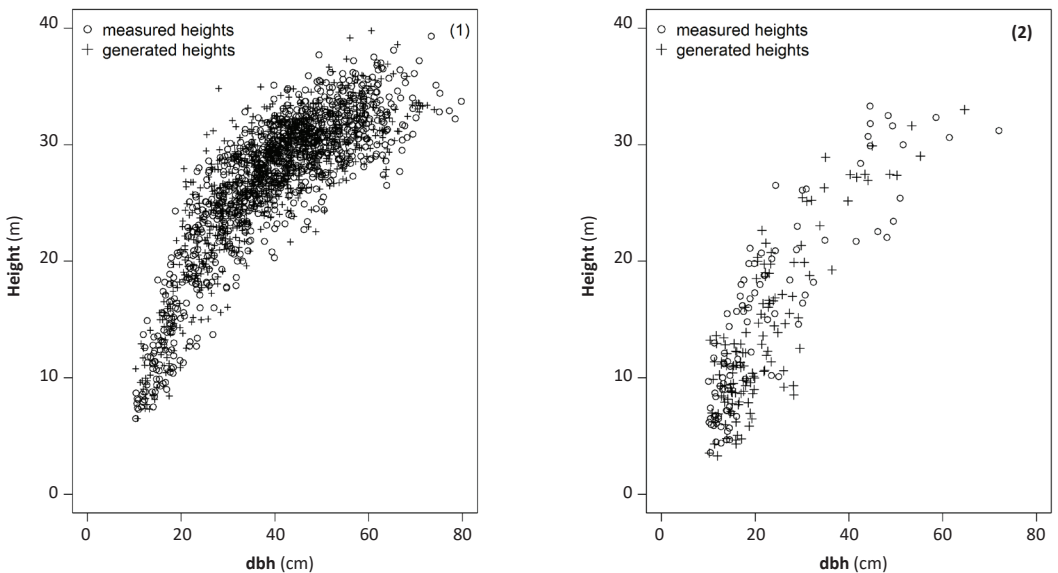 40
○ measured heights
+ generated heights
(1)
30
20
10
0
Height (m)
0 20 40 60 80
dbh (cm)
40
○ measured heights
+ generated heights
(2)
30
20
10
0
Height (m)
0 20 40 60 80
dbh (cm)